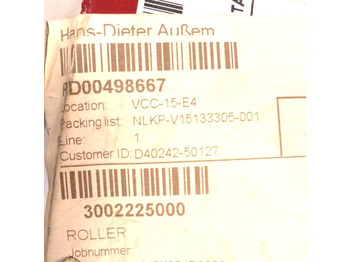 Hans-Dieter Außem
PD00498667
Location: VCC-15-E4
Packing list: NLKP-V15133305-001
Line: 1
Customer ID: D40242-50127
3002225000
ROLLER
Jobnummer